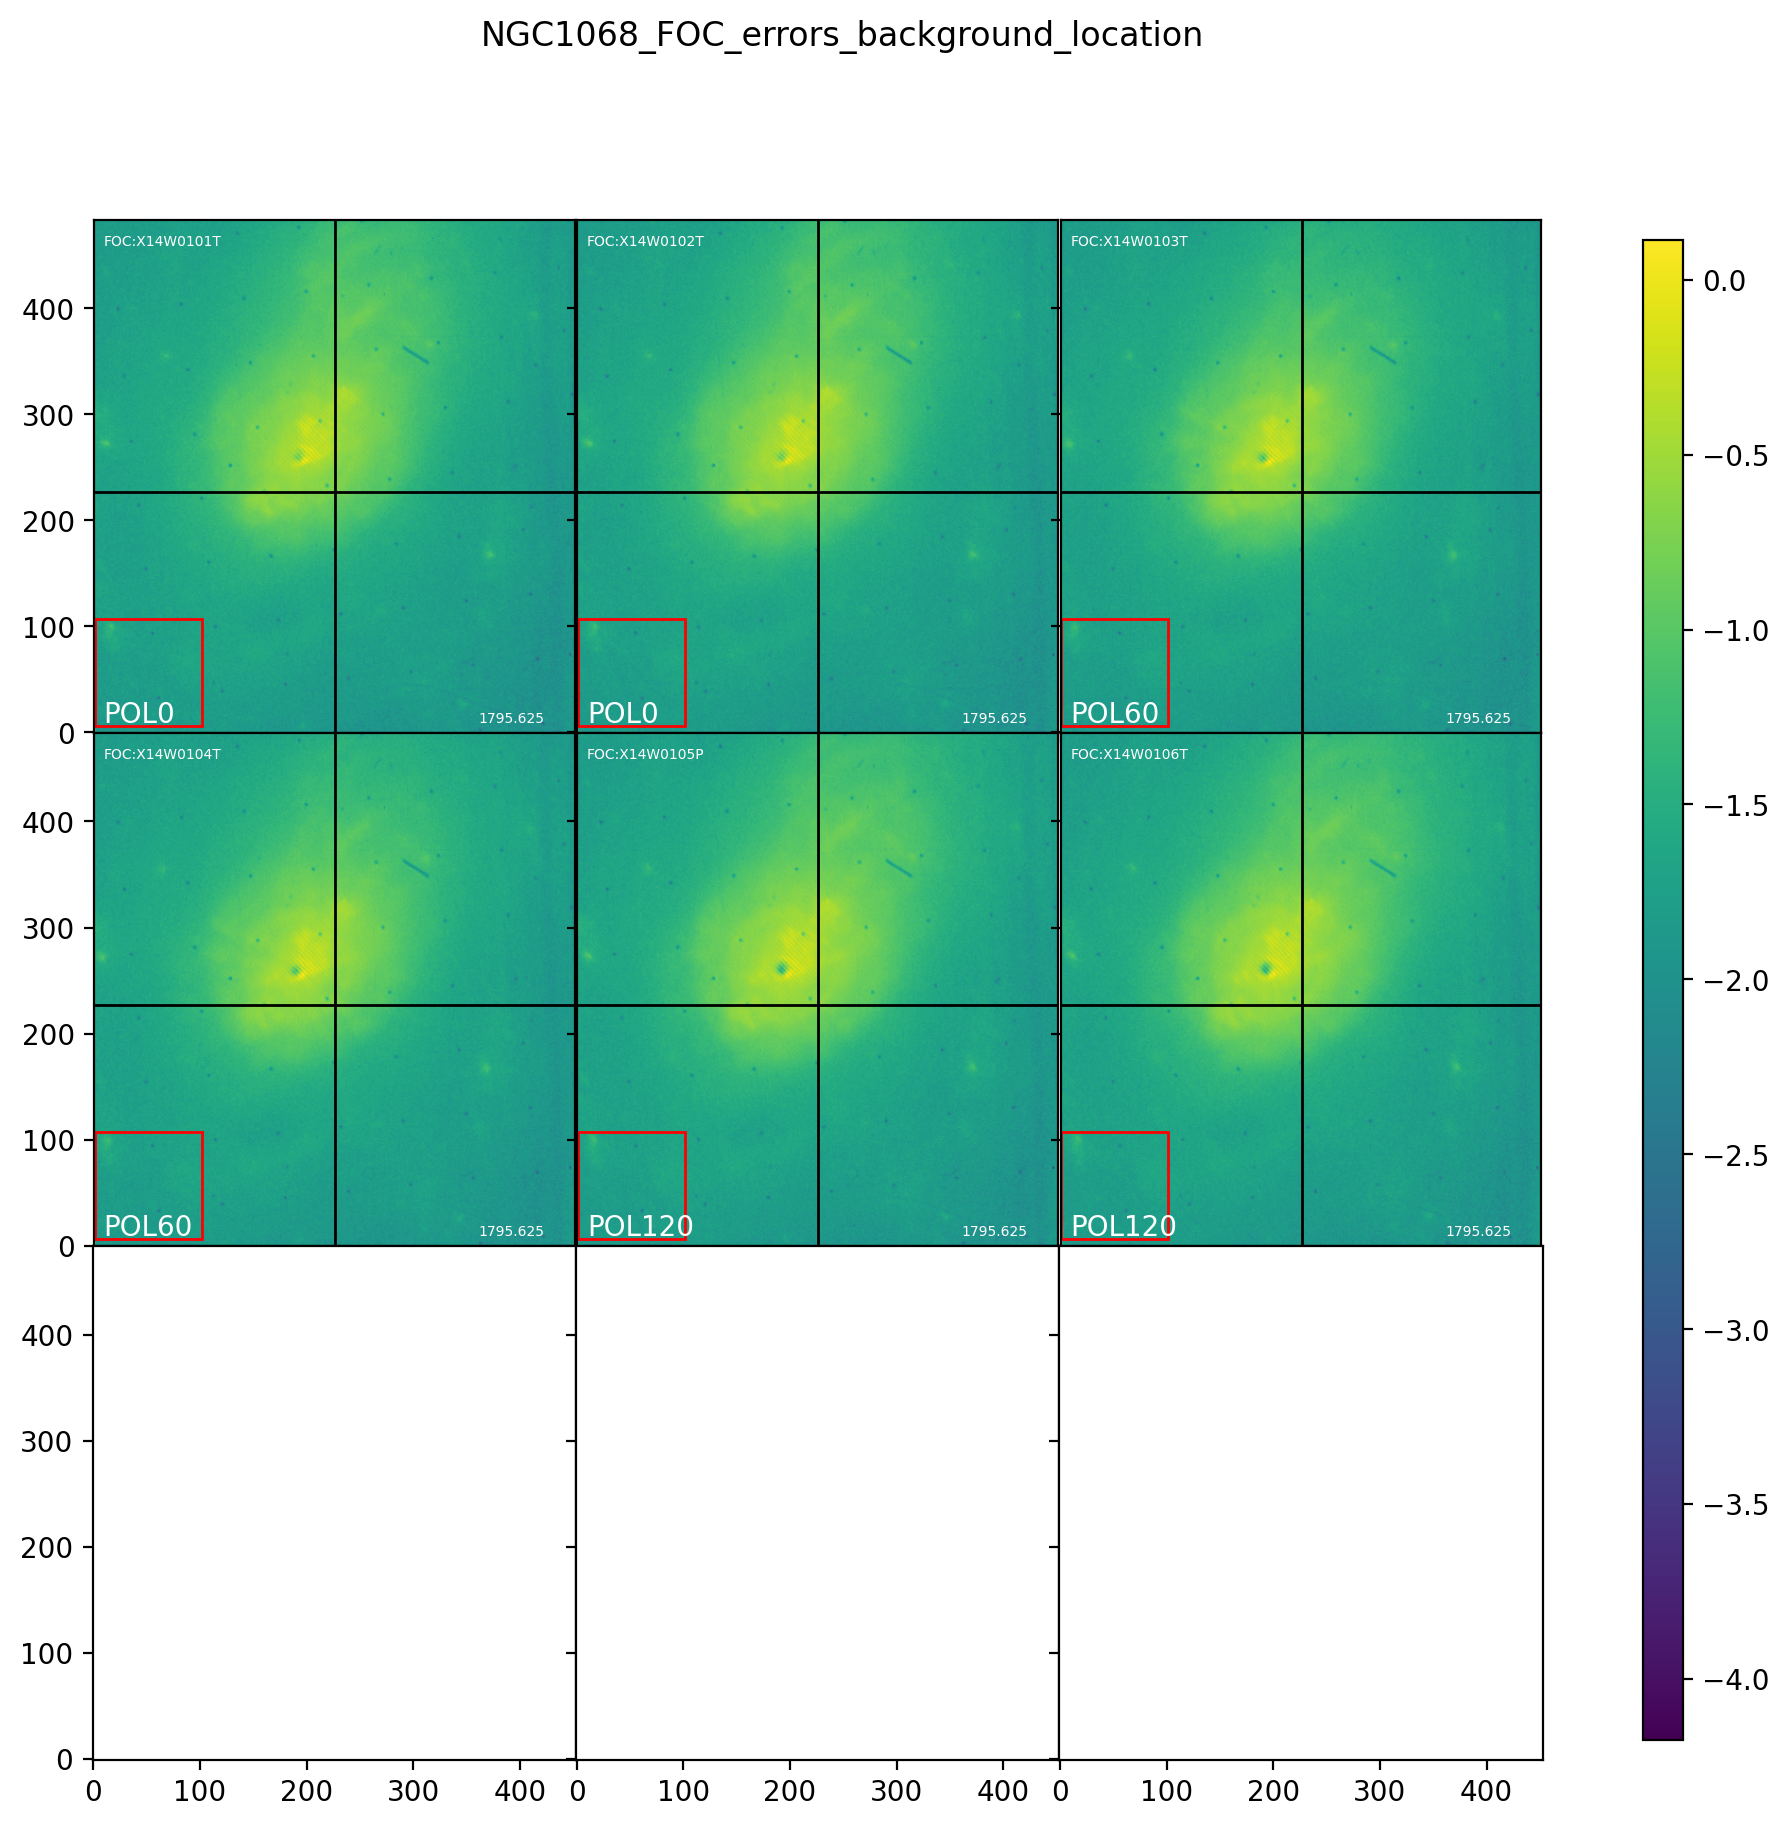 NGC1068_FOC_errors_background_location
FOC:X14W0101T
FOC:X14W0102T
FOC:X14W0103T
400
300
200
100
0
POL0
1795.625
POL0
1795.625
POL60
1795.625
FOC:X14W0104T
FOC:X14W0105P
FOC:X14W0106T
400
300
200
100
0
POL60
1795.625
POL120
1795.625
POL120
1795.625
400
300
200
100
0
0 100 200 300 400
0 100 200 300 400
0 100 200 300 400
0.0
−0.5
−1.0
−1.5
−2.0
−2.5
−3.0
−3.5
−4.0